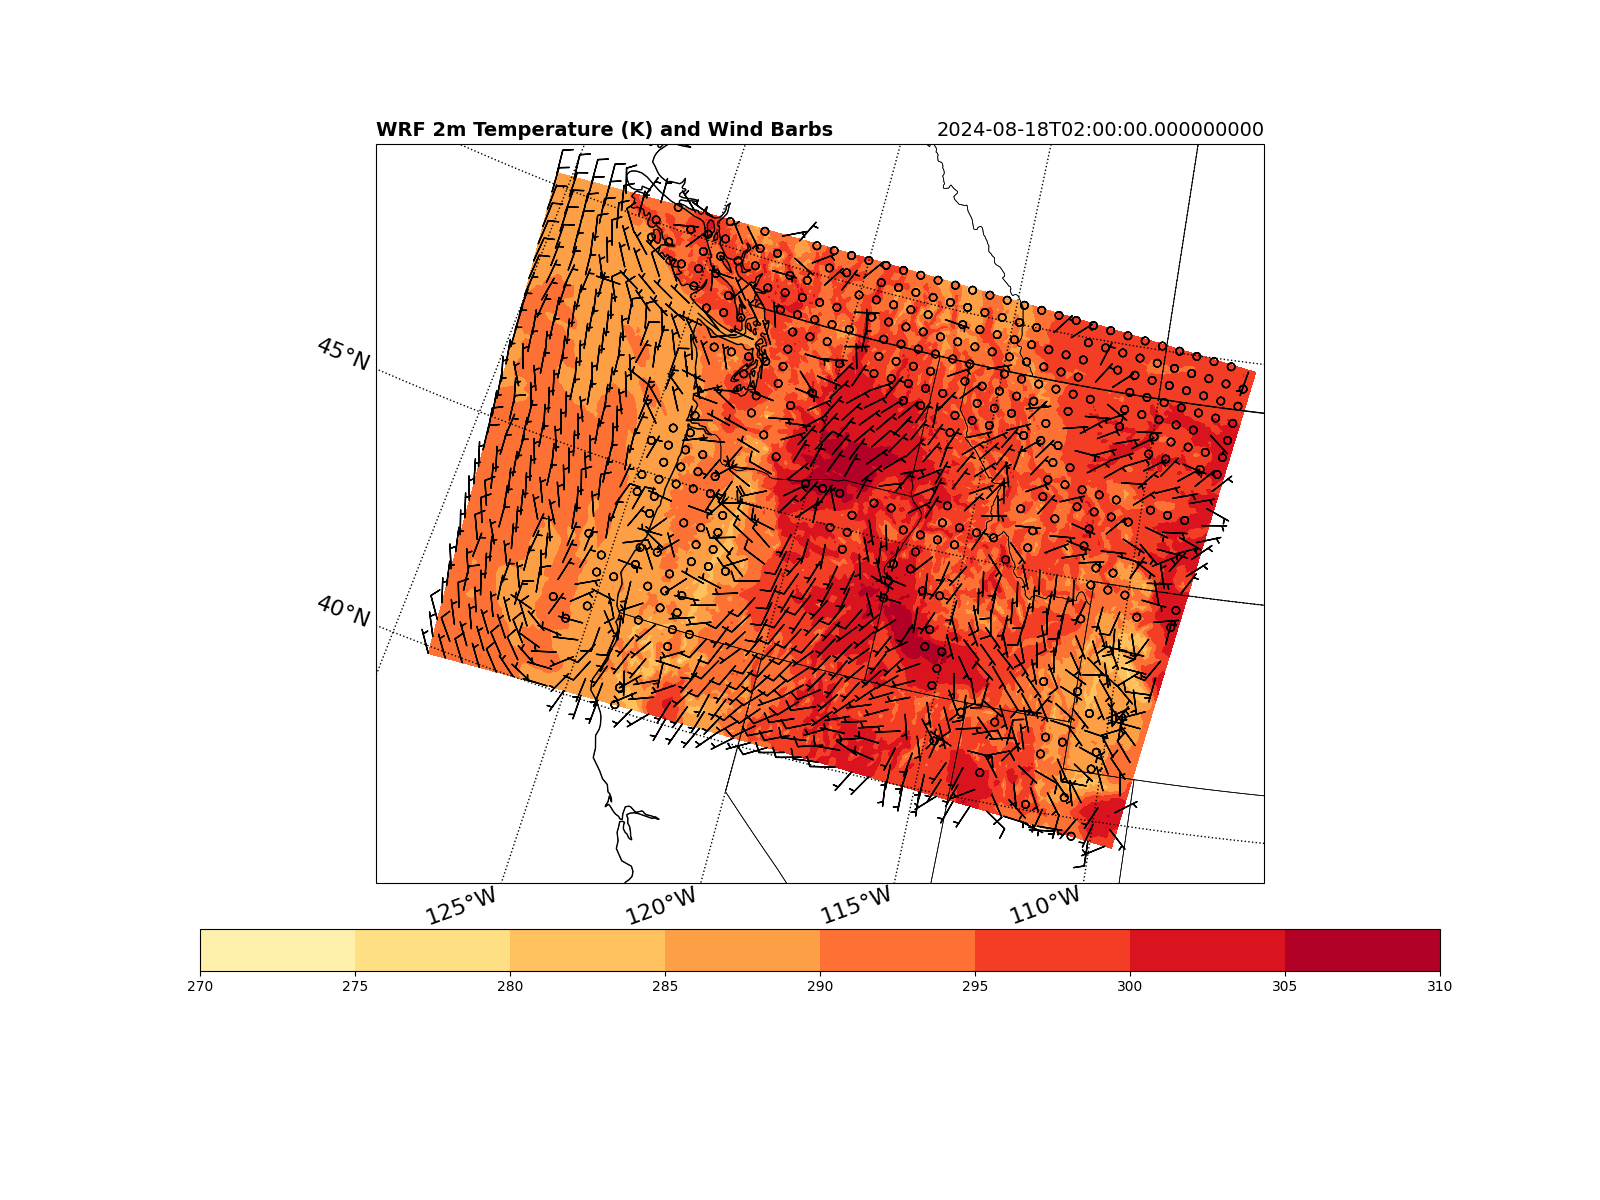 WRF 2m Temperature (K) and Wind Barbs 2024-08-18T02:00:00.000000000
45°N
40°N
125°W 120°W 115°W 110°W
270 275 280 285 290 295 300 305 310